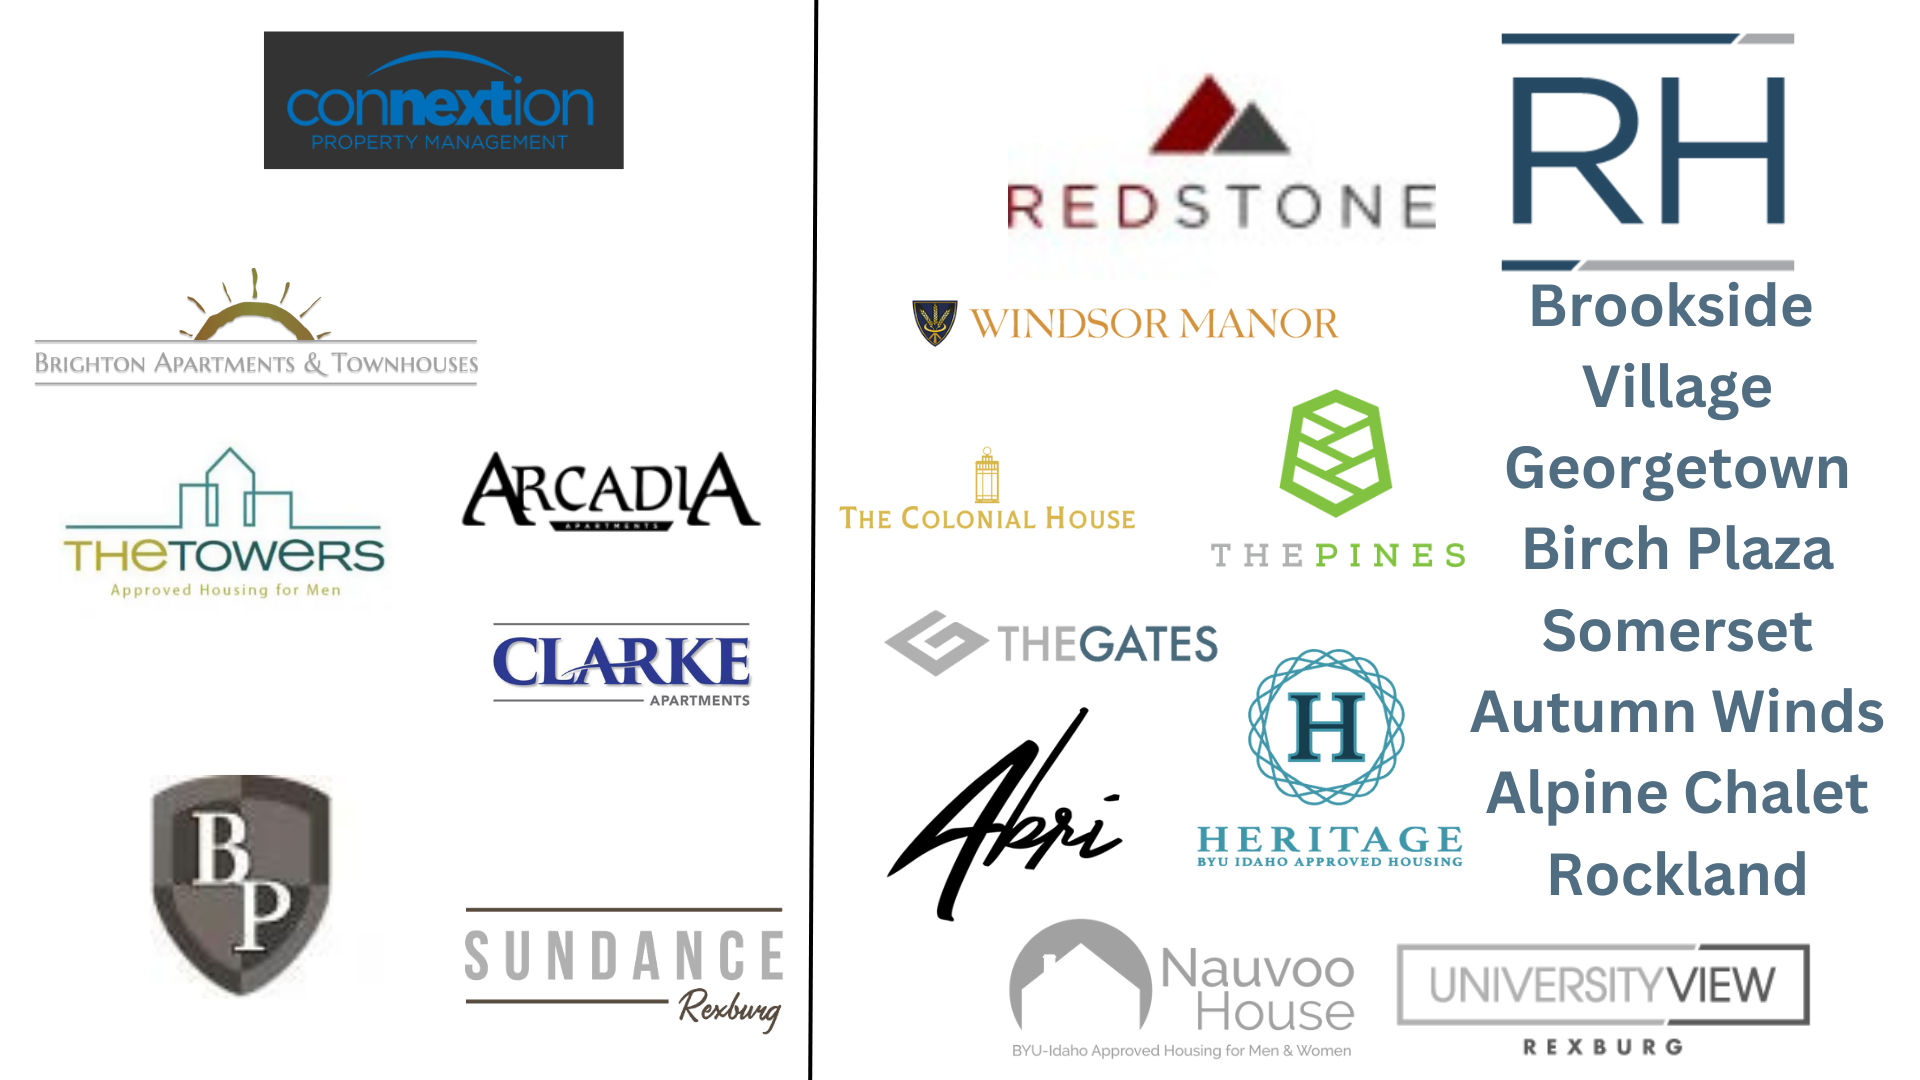 connextion
PROPERTY MANAGEMENT
BRIGHTON APARTMENTS & TOWNHOUSES
THETOWERS
Approved Housing for Men
ARCADIA
APARTMENTS
CLARKE
APARTMENTS
BP
SUNDANCE
Rexburg
REDSTONE
RH
WINDSOR MANOR
THE COLONIAL HOUSE
THEPINES
THEGATES
Abri
H
HERITAGE
BYU IDAHO APPROVED HOUSING
Brookside
Village
Georgetown
Birch Plaza
Somerset
Autumn Winds
Alpine Chalet
Rockland
Nauvoo
House
BYU-Idaho Approved Housing for Men & Women
UNIVERSITYVIEW
REXBURG